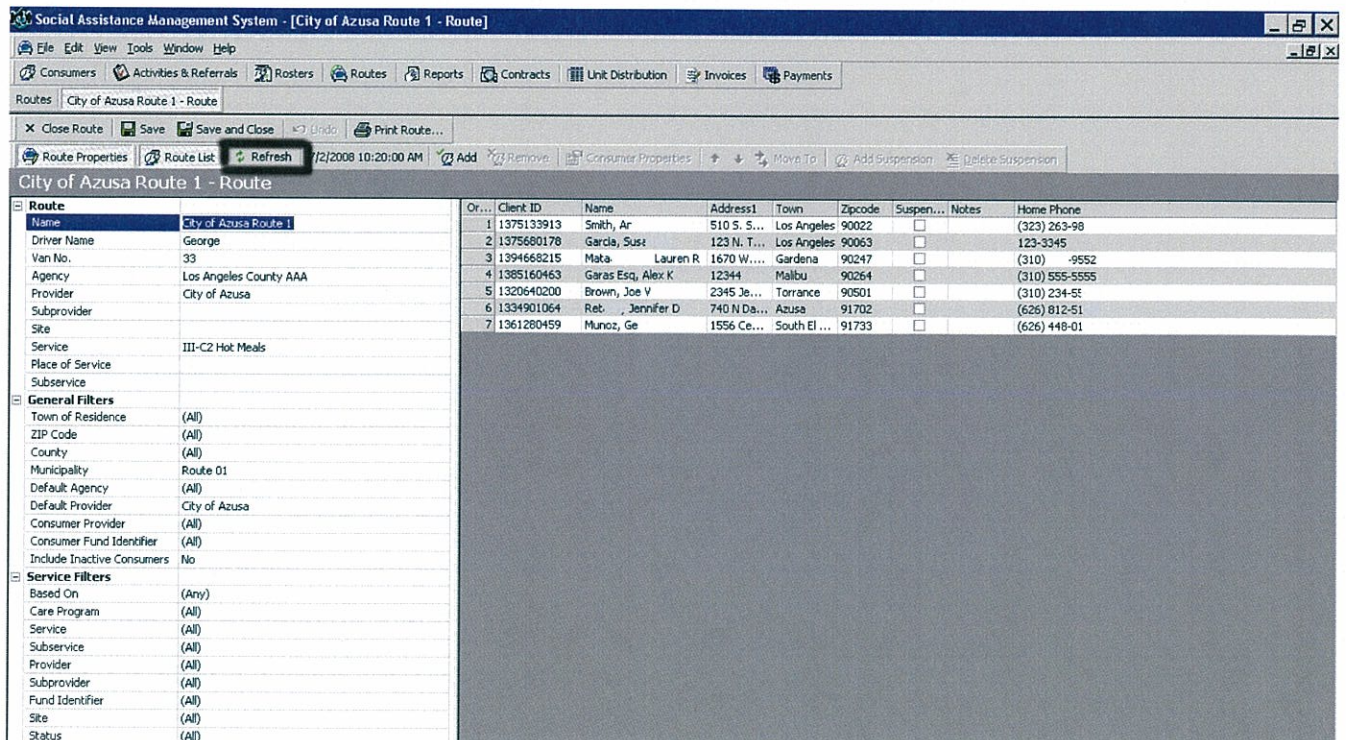 Social Assistance Management System - [City of Azusa Route 1 - Route]
File Edit View Tools Window Help
Consumers Activities & Referrals Rosters Routes Reports Contracts Unit Distribution Invoices Payments
Routes City of Azusa Route 1 - Route
Close Route Save Save and Close Undo Print Route...
Route Properties Route List Refresh 7/2/2008 10:20:00 AM Add Remove Consumer Properties Move To Add Suspension Delete Suspension
City of Azusa Route 1 - Route
Route
Name City of Azusa Route 1
Driver Name George
Van No. 33
Agency Los Angeles County AAA
Provider City of Azusa
Subprovider
Site
Service III-C2 Hot Meals
Place of Service
Subservice
General Filters
Town of Residence (All)
ZIP Code (All)
County (All)
Municipality Route 01
Default Agency (All)
Default Provider City of Azusa
Consumer Provider (All)
Consumer Fund Identifier (All)
Include Inactive Consumers No
Service Filters
Based On (Any)
Care Program (All)
Service (All)
Subservice (All)
Provider (All)
Subprovider (All)
Fund Identifier (All)
Site (All)
Status (All)
Or... Client ID Name Address1 Town Zipcode Suspen... Notes Home Phone
1 1375133913 Smith, Ar 510 S. S... Los Angeles 90022 (323) 263-98
2 1375680178 Garcia, Susa 123 N. T... Los Angeles 90063 123-3345
3 1394668215 Mata Lauren R 1670 W.... Gardena 90247 (310) -9552
4 1385160463 Garas Esq, Alex K 12344 Malibu 90264 (310) 555-5555
5 1320640200 Brown, Joe V 2345 Je... Torrance 90501 (310) 234-55
6 1334901064 Ret , Jennifer D 740 N Da... Azusa 91702 (626) 812-51
7 1361280459 Munoz, Ge 1556 Ce... South El ... 91733 (626) 448-01